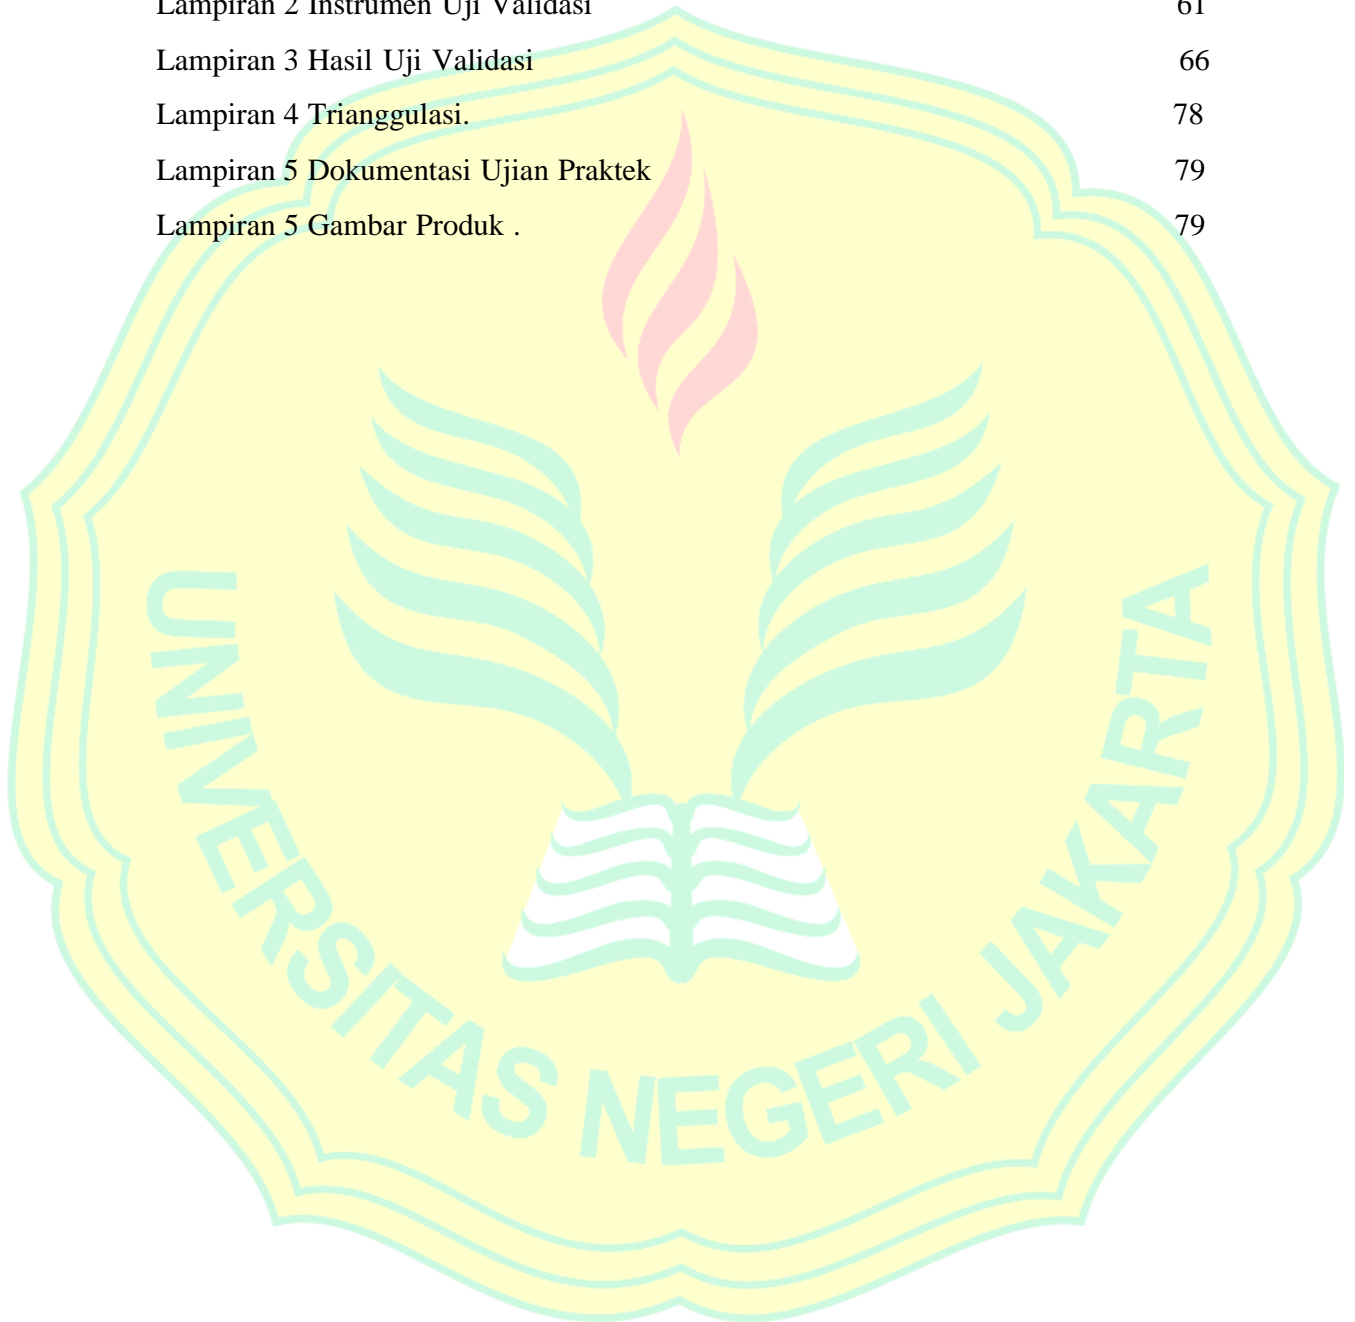 Lampiran 2 Instrumen Uji Validasi 61
Lampiran 3 Hasil Uji Validasi 66
Lampiran 4 Trianggulasi. 78
Lampiran 5 Dokumentasi Ujian Praktek 79
Lampiran 5 Gambar Produk . 79
UNIVERSITAS NEGERI JAKARTA